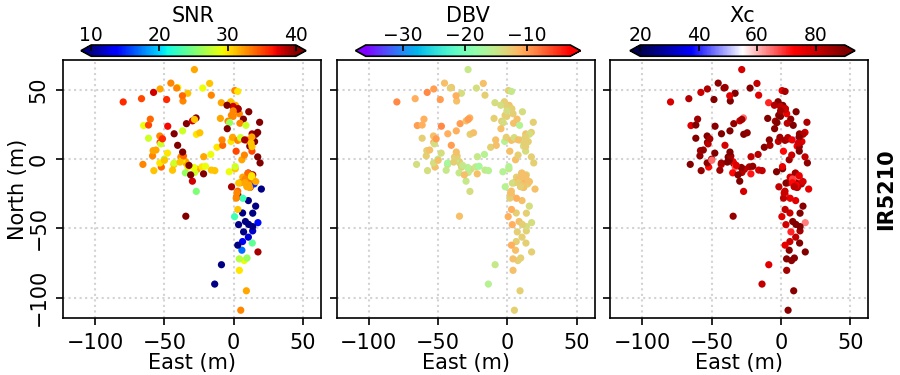 SNR DBV Xc
10 20 30 40 −30 −20 −10 20 40 60 80
50
0
−50
−100
North (m)
−100 −50 0 50 −100 −50 0 50 −100 −50 0 50
East (m) East (m) East (m)
IR5210